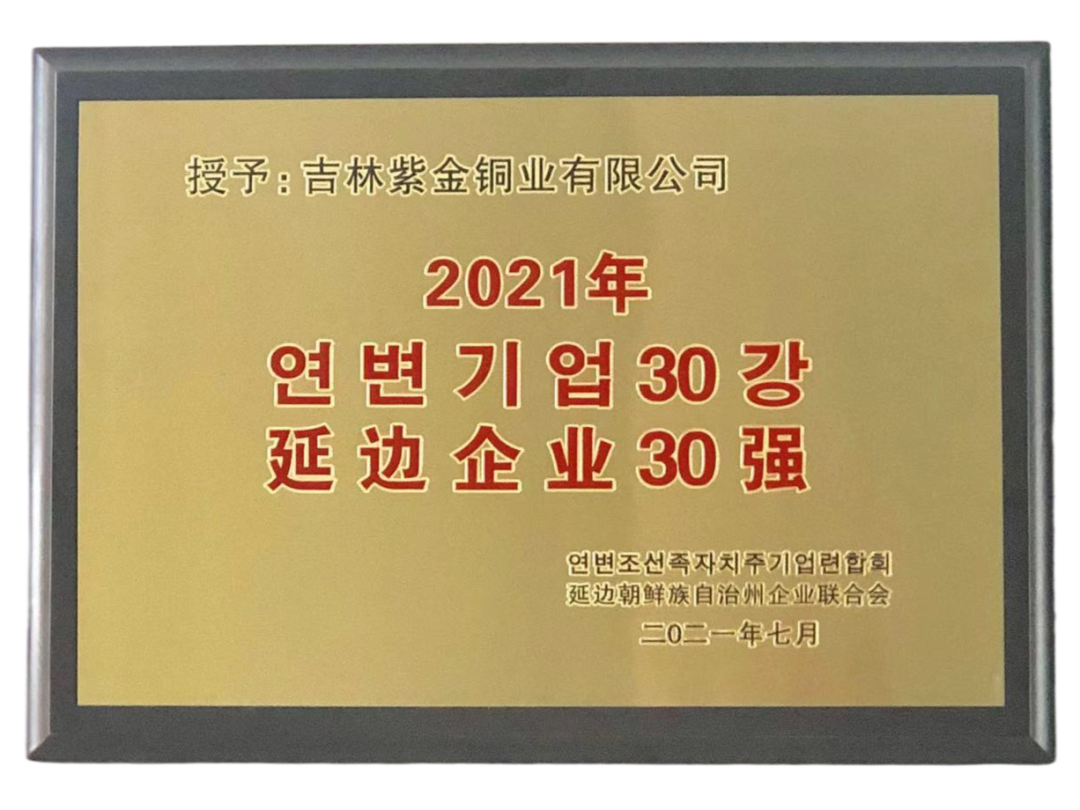 授予:吉林紫金铜业有限公司
2021年
연변기업30강
延边企业30强
연변조선족자치주기업련합회
延边朝鲜族自治州企业联合会
二0二一年七月